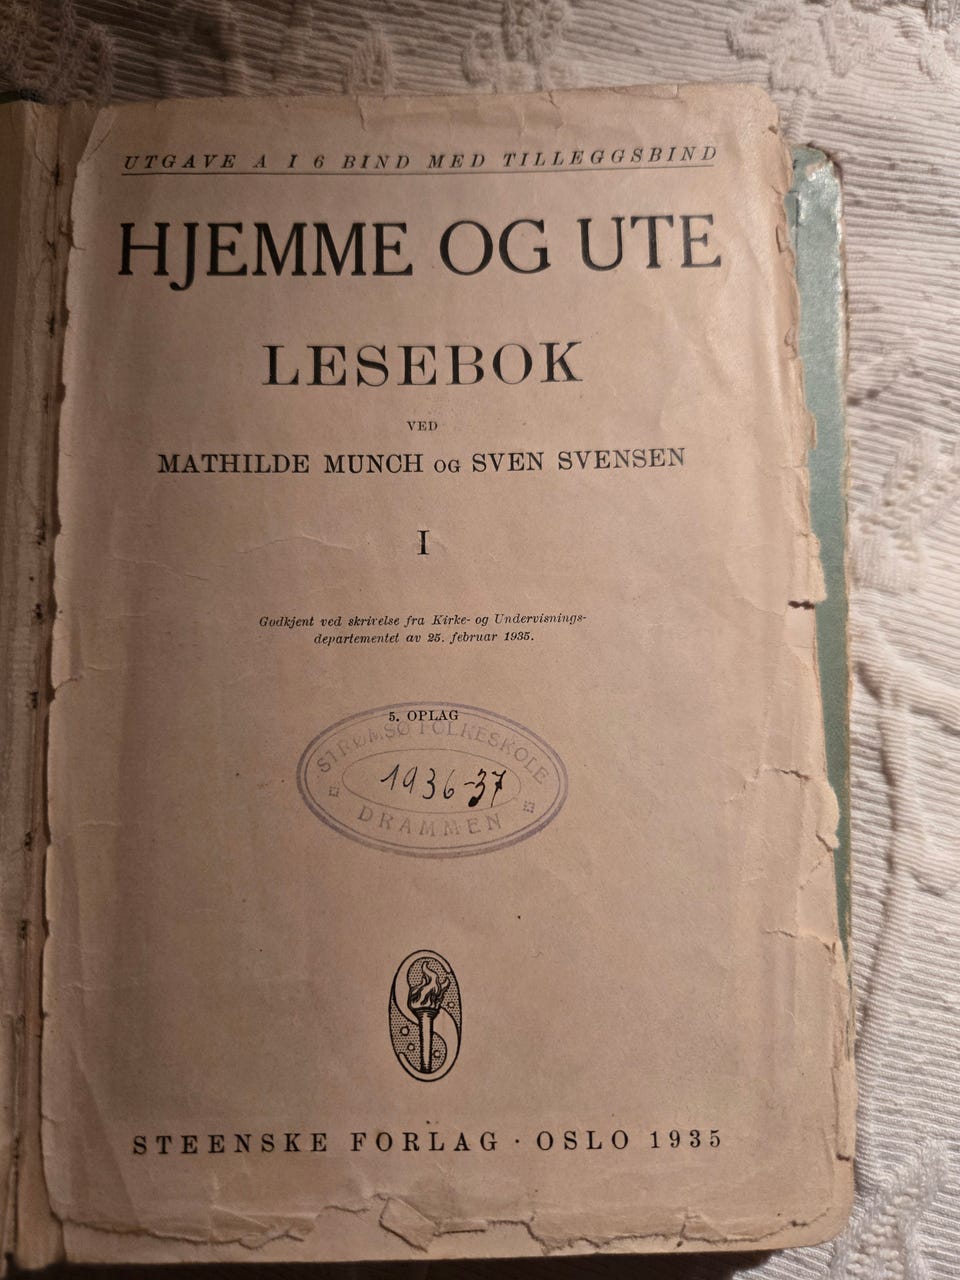 UTGAVE A I 6 BIND MED TILLEGGSBIND
HJEMME OG UTE
LESEBOK
VED
MATHILDE MUNCH OG SVEN SVENSEN
I
Godkjent ved skrivelse fra Kirke- og Undervisnings-
departementet av 25. februar 1935.
5. OPLAG
STRØMSØ FOLKESKOLE
1936-37
DRAMMEN
STEENSKE FORLAG · OSLO 1935